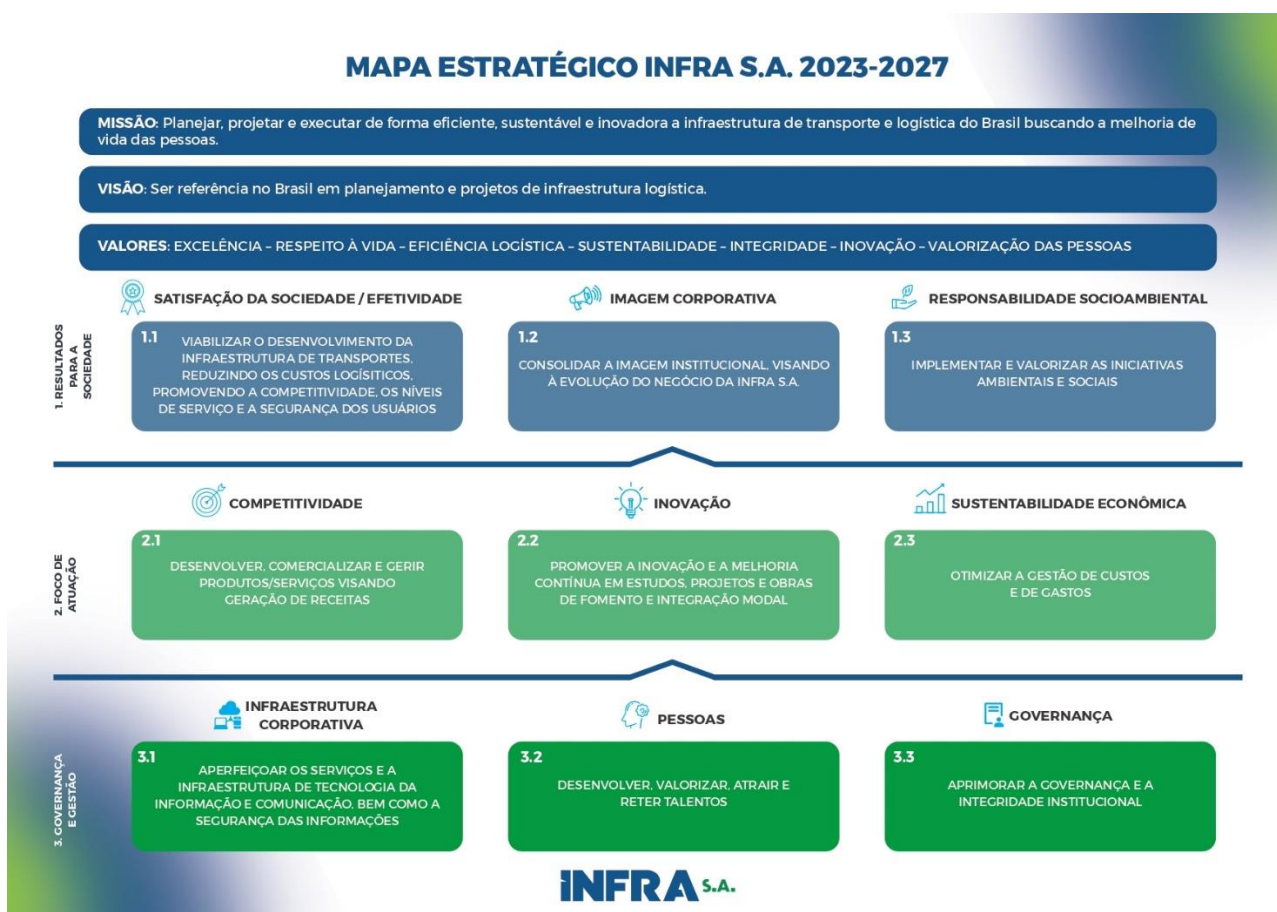 MAPA ESTRATÉGICO INFRA S.A. 2023-2027
MISSÃO: Planejar, projetar e executar de forma eficiente, sustentável e inovadora a infraestrutura de transporte e logística do Brasil buscando a melhoria de
vida das pessoas.
VISÃO: Ser referência no Brasil em planejamento e projetos de infraestrutura logística.
VALORES: EXCELÊNCIA – RESPEITO À VIDA – EFICIÊNCIA LOGÍSTICA – SUSTENTABILIDADE – INTEGRIDADE – INOVAÇÃO – VALORIZAÇÃO DAS PESSOAS
1. RESULTADOS
PARA A
SOCIEDADE
SATISFAÇÃO DA SOCIEDADE / EFETIVIDADE
1.1
VIABILIZAR O DESENVOLVIMENTO DA
INFRAESTRUTURA DE TRANSPORTES,
REDUZINDO OS CUSTOS LOGÍSITICOS,
PROMOVENDO A COMPETITIVIDADE, OS NÍVEIS
DE SERVIÇO E A SEGURANÇA DOS USUÁRIOS
IMAGEM CORPORATIVA
1.2
CONSOLIDAR A IMAGEM INSTITUCIONAL, VISANDO
À EVOLUÇÃO DO NEGÓCIO DA INFRA S.A.
RESPONSABILIDADE SOCIOAMBIENTAL
1.3
IMPLEMENTAR E VALORIZAR AS INICIATIVAS
AMBIENTAIS E SOCIAIS
2. FOCO DE
ATUAÇÃO
COMPETITIVIDADE
2.1
DESENVOLVER, COMERCIALIZAR E GERIR
PRODUTOS/SERVIÇOS VISANDO
GERAÇÃO DE RECEITAS
INOVAÇÃO
2.2
PROMOVER A INOVAÇÃO E A MELHORIA
CONTÍNUA EM ESTUDOS, PROJETOS E OBRAS
DE FOMENTO E INTEGRAÇÃO MODAL
SUSTENTABILIDADE ECONÔMICA
2.3
OTIMIZAR A GESTÃO DE CUSTOS
E DE GASTOS
3. GOVERNANÇA
E GESTÃO
INFRAESTRUTURA
CORPORATIVA
3.1
APERFEIÇOAR OS SERVIÇOS E A
INFRAESTRUTURA DE TECNOLOGIA DA
INFORMAÇÃO E COMUNICAÇÃO, BEM COMO A
SEGURANÇA DAS INFORMAÇÕES
PESSOAS
3.2
DESENVOLVER, VALORIZAR, ATRAIR E
RETER TALENTOS
GOVERNANÇA
3.3
APRIMORAR A GOVERNANÇA E A
INTEGRIDADE INSTITUCIONAL
INFRA S.A.